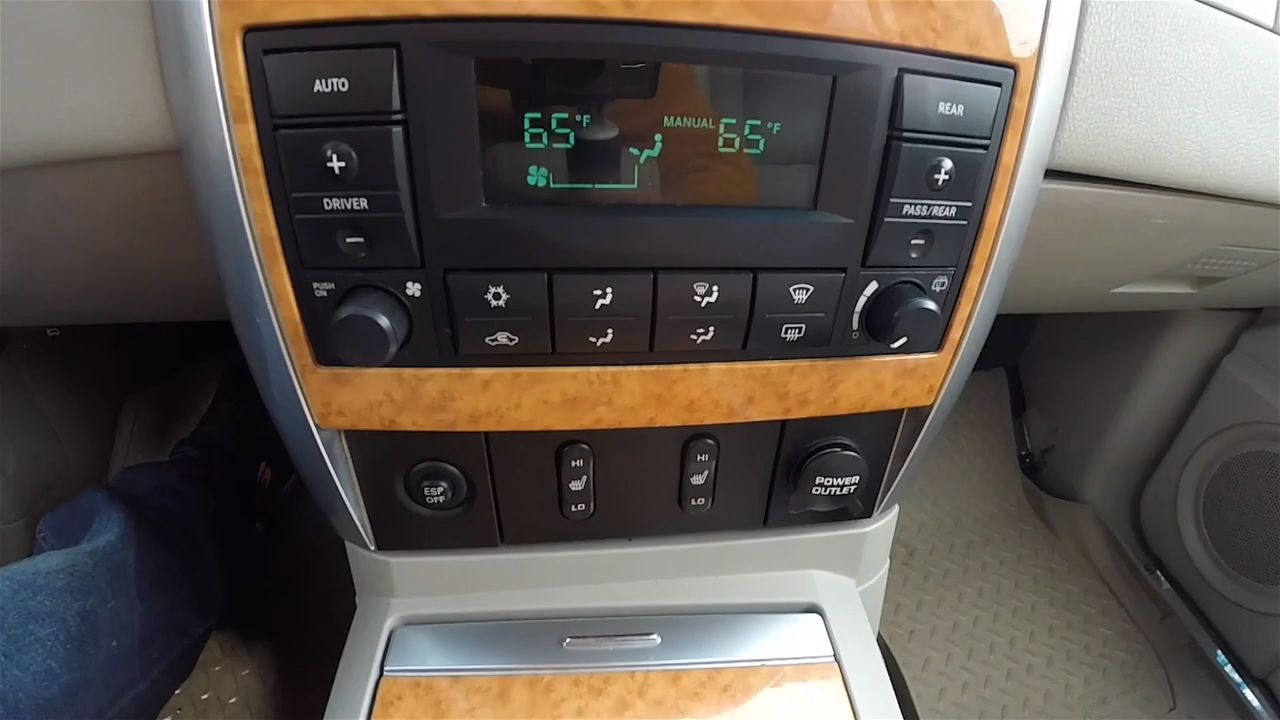 AUTO
+
DRIVER
−
65°F
MANUAL 65°F
REAR
+
PASS/REAR
−
PUSH
ON
ESP
OFF
HI
LO
HI
LO
POWER
OUTLET